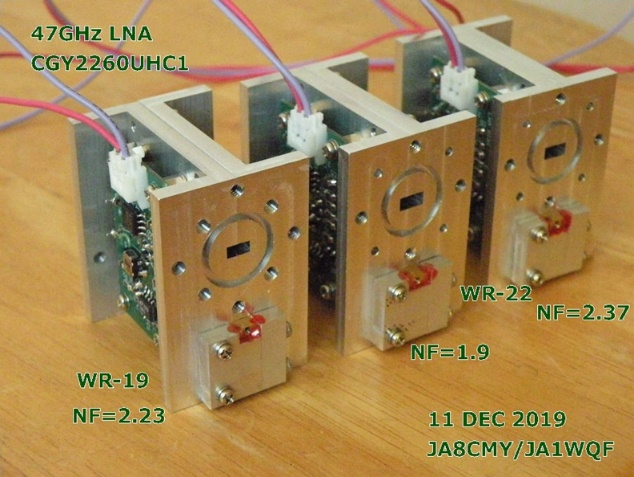 47GHz LNA
CGY2260UHC1
WR-22
NF=2.37
NF=1.9
WR-19
NF=2.23
11 DEC 2019
JA8CMY/JA1WQF